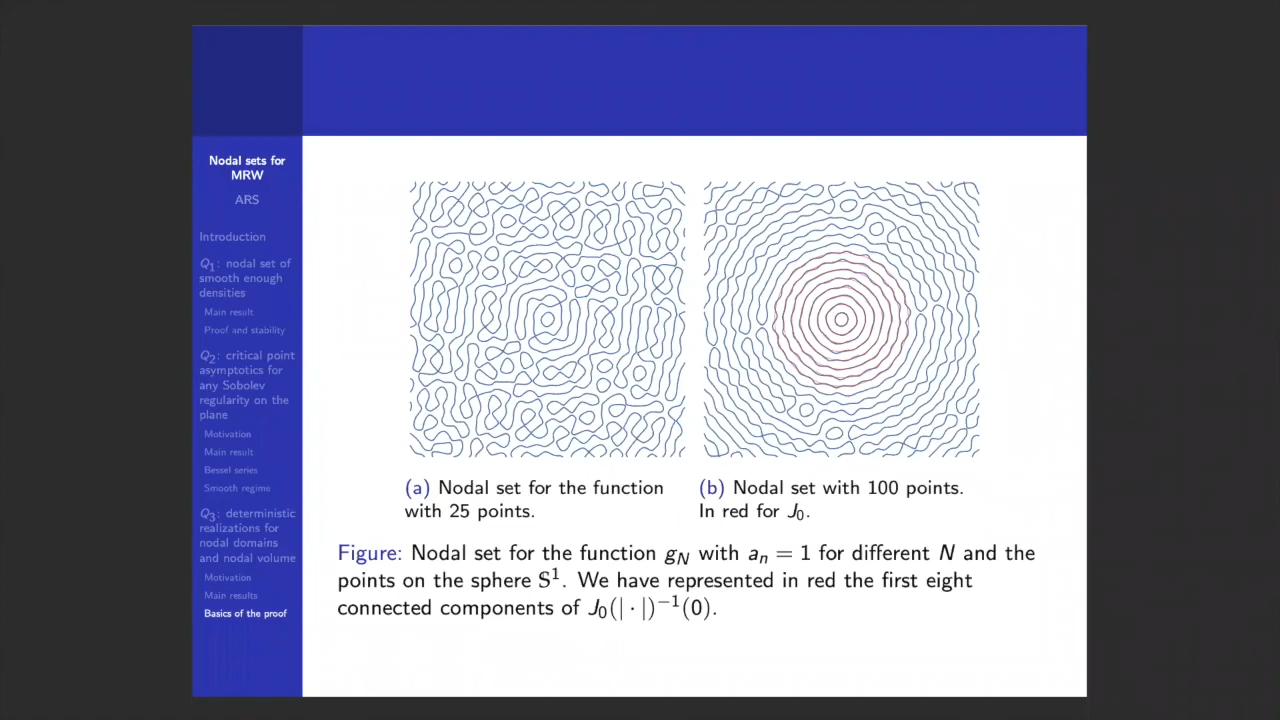 Nodal sets for
MRW
ARS
Introduction
Q1: nodal set of
smooth enough
densities
Main result
Proof and stability
Q2: critical point
asymptotics for
any Sobolev
regularity on the
plane
Motivation
Main result
Bessel series
Smooth regime
Q3: deterministic
realizations for
nodal domains
and nodal volume
Motivation
Main results
Basics of the proof
(a) Nodal set for the function
with 25 points.
(b) Nodal set with 100 points.
In red for J₀.
Figure: Nodal set for the function g_N with a_n = 1 for different N and the
points on the sphere S¹. We have represented in red the first eight
connected components of J₀(| · |)⁻¹(0).